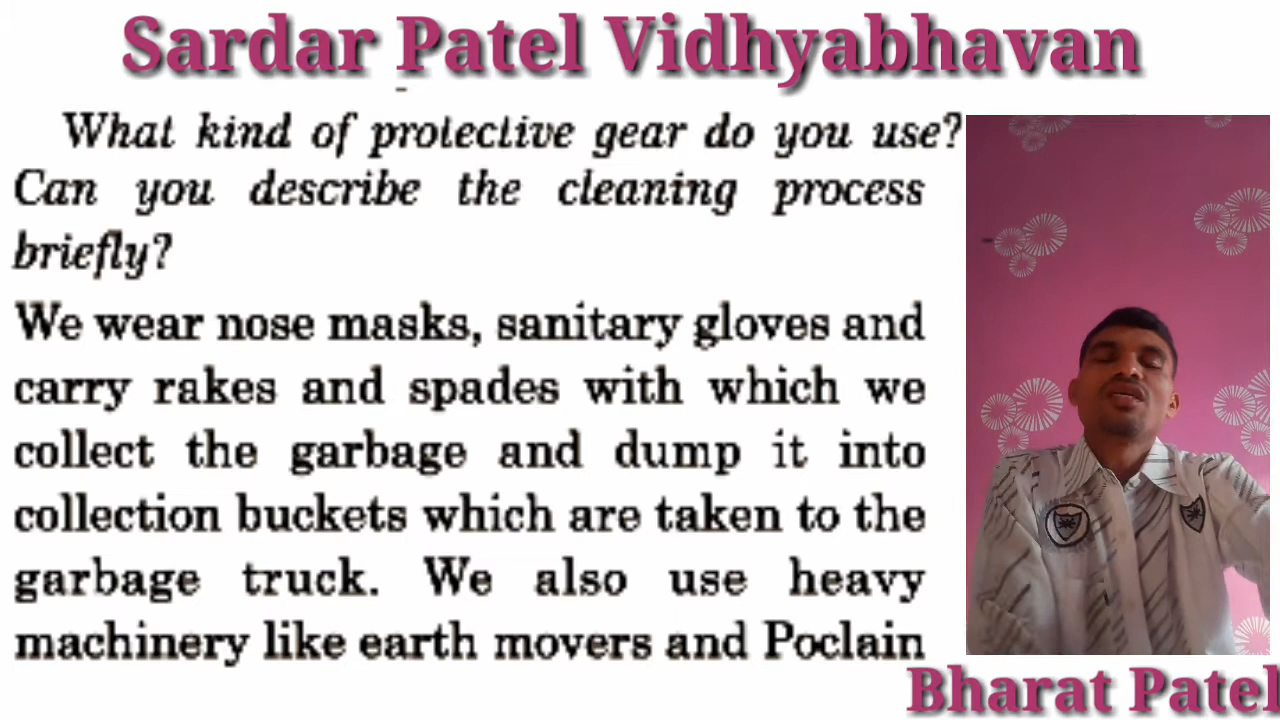 Sardar Patel Vidhyabhavan
What kind of protective gear do you use?
Can you describe the cleaning process
briefly?
We wear nose masks, sanitary gloves and
carry rakes and spades with which we
collect the garbage and dump it into
collection buckets which are taken to the
garbage truck. We also use heavy
machinery like earth movers and Poclain
Bharat Patel